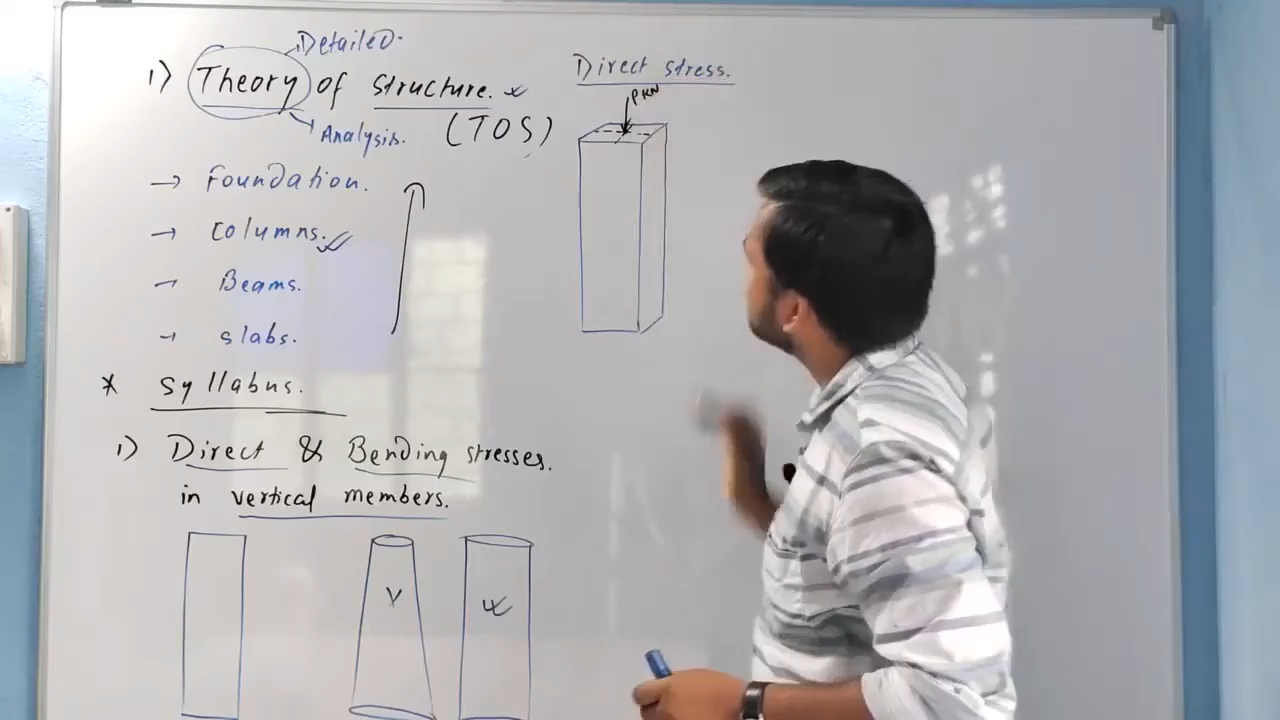 Detailed.
1) Theory of structure.
Analysis.
(TOS)
→ Foundation.
→ Columns.
→ Beams.
→ slabs.
* Syllabus.
1) Direct & Bending stresses.
in vertical members.
Direct stress.
PKN